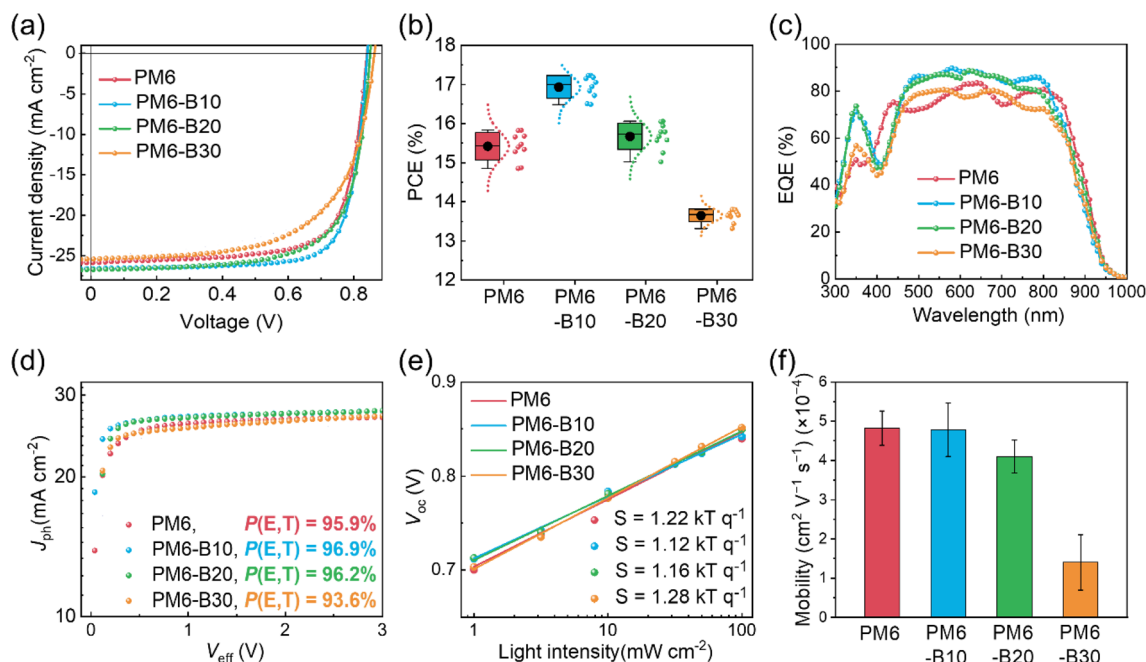 (a)
0
-5
-10
-15
-20
-25
Current density (mA cm⁻²)
PM6
PM6-B10
PM6-B20
PM6-B30
0 0.2 0.4 0.6 0.8
Voltage (V)
(b)
18
17
16
15
14
13
12
PCE (%)
PM6 PM6 PM6 PM6
-B10 -B20 -B30
(c)
100
80
60
40
20
0
EQE (%)
PM6
PM6-B10
PM6-B20
PM6-B30
300 400 500 600 700 800 900 1000
Wavelength (nm)
(d)
30
20
10
Jph(mA cm⁻²)
PM6, P(E,T) = 95.9%
PM6-B10, P(E,T) = 96.9%
PM6-B20, P(E,T) = 96.2%
PM6-B30, P(E,T) = 93.6%
0 1 2 3
Veff (V)
(e)
0.9
0.8
0.7
Voc (V)
PM6
PM6-B10
PM6-B20
PM6-B30
S = 1.22 kT q⁻¹
S = 1.12 kT q⁻¹
S = 1.16 kT q⁻¹
S = 1.28 kT q⁻¹
1 10 100
Light intensity(mW cm⁻²)
(f)
6
5
4
3
2
1
0
Mobility (cm² V⁻¹ s⁻¹) (×10⁻⁴)
PM6 PM6 PM6 PM6
-B10 -B20 -B30